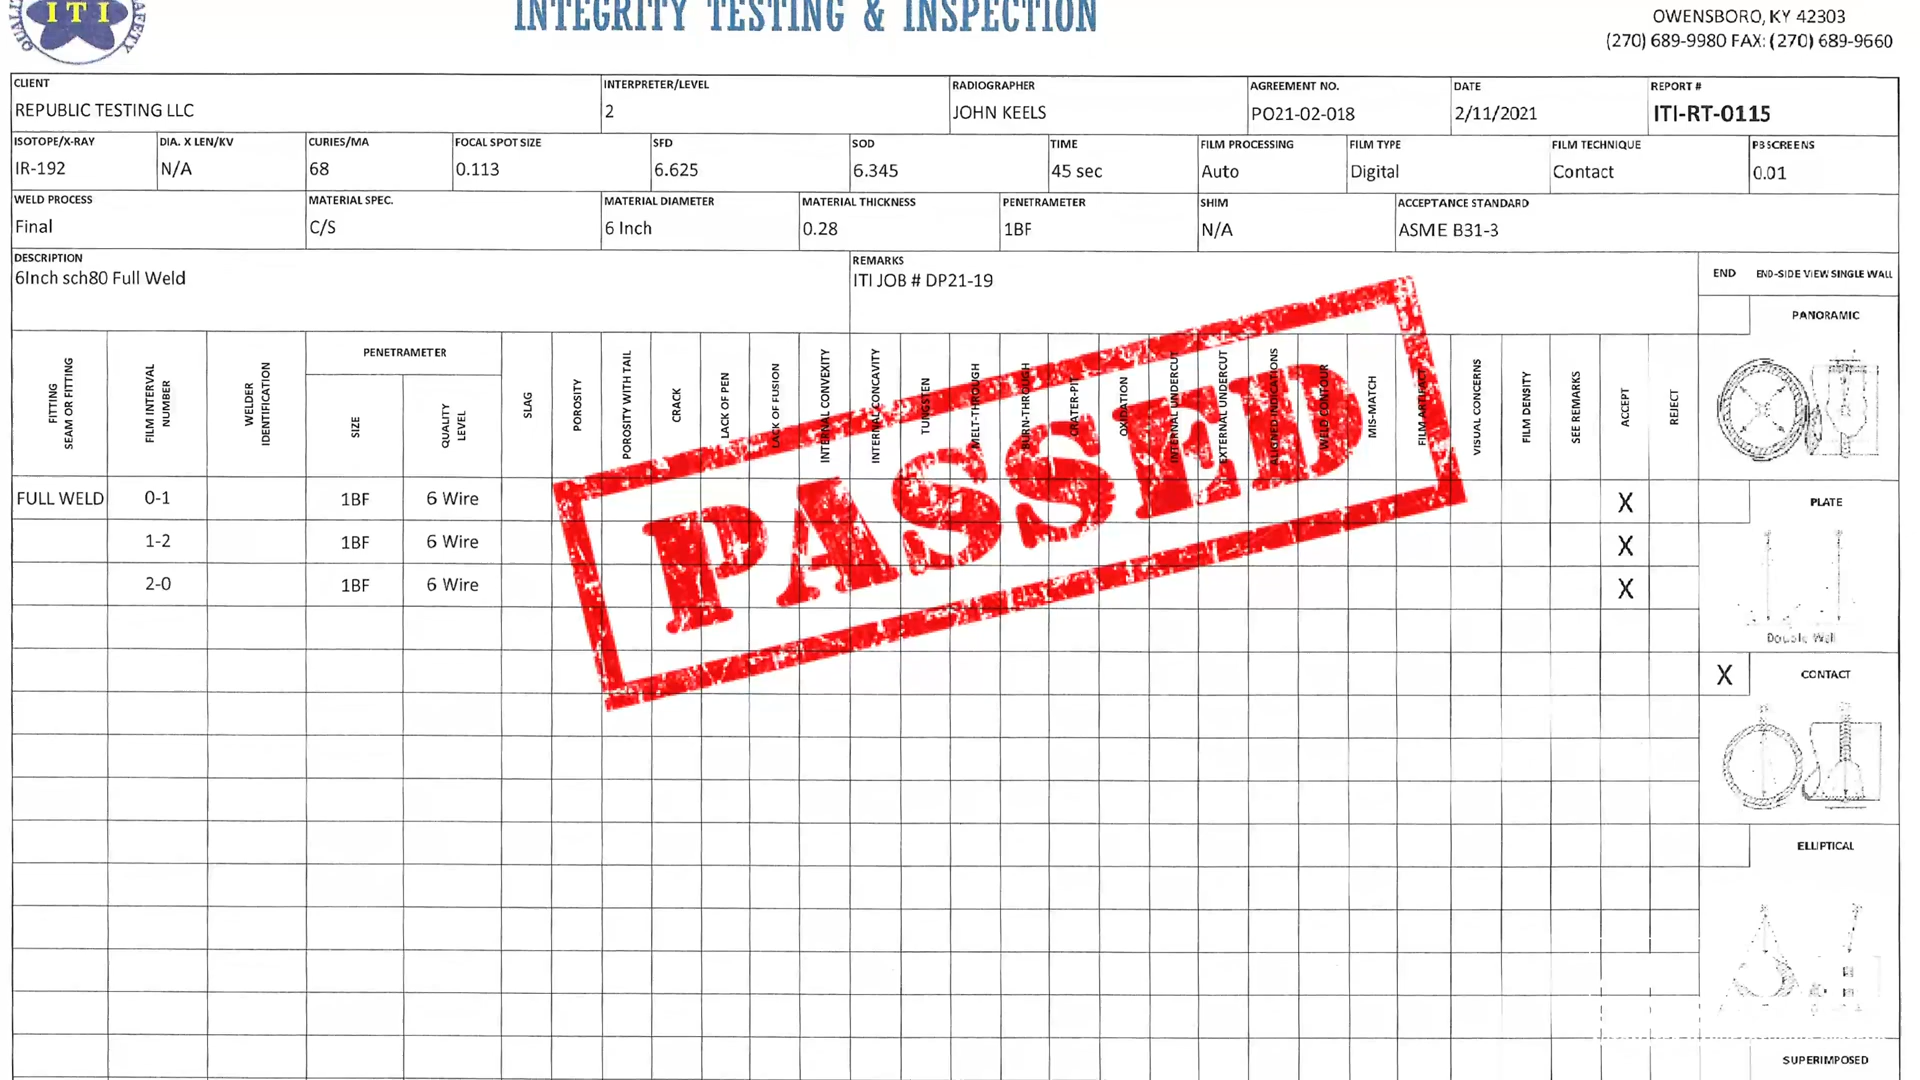 ITI
QUALITY
SAFETY
INTEGRITY TESTING & INSPECTION
OWENSBORO, KY 42303
(270) 689-9980 FAX: (270) 689-9660
CLIENT
REPUBLIC TESTING LLC
INTERPRETER/LEVEL
2
RADIOGRAPHER
JOHN KEELS
AGREEMENT NO.
PO21-02-018
DATE
2/11/2021
REPORT #
ITI-RT-0115
ISOTOPE/X-RAY
IR-192
DIA. X LEN/KV
N/A
CURIES/MA
68
FOCAL SPOT SIZE
0.113
SFD
6.625
SOD
6.345
TIME
45 sec
FILM PROCESSING
Auto
FILM TYPE
Digital
FILM TECHNIQUE
Contact
PB SCREENS
0.01
WELD PROCESS
Final
MATERIAL SPEC.
C/S
MATERIAL DIAMETER
6 Inch
MATERIAL THICKNESS
0.28
PENETRAMETER
1BF
SHIM
N/A
ACCEPTANCE STANDARD
ASME B31-3
DESCRIPTION
6Inch sch80 Full Weld
REMARKS
ITI JOB # DP21-19
END
END-SIDE VIEW SINGLE WALL
PANORAMIC
FITTING
SEAM OR FITTING
FILM INTERVAL
NUMBER
WELDER
IDENTIFICATION
PENETRAMETER
SIZE
QUALITY
LEVEL
SLAG
POROSITY
POROSITY WITH TAIL
CRACK
LACK OF PEN
LACK OF FUSION
INTERNAL CONVEXITY
INTERNAL CONCAVITY
TUNGSTEN
MELT-THROUGH
BURN-THROUGH
CRATER-PIT
OXIDATION
INTERNAL UNDERCUT
EXTERNAL UNDERCUT
ALIGNED INDICATIONS
WELD CONTOUR
MIS-MATCH
FILM ARTIFACT
VISUAL CONCERNS
FILM DENSITY
SEE REMARKS
ACCEPT
REJECT
PASSED
FULL WELD 0-1 1BF 6 Wire X
1-2 1BF 6 Wire X
2-0 1BF 6 Wire X
PLATE
Double Wall
X CONTACT
ELLIPTICAL
SUPERIMPOSED